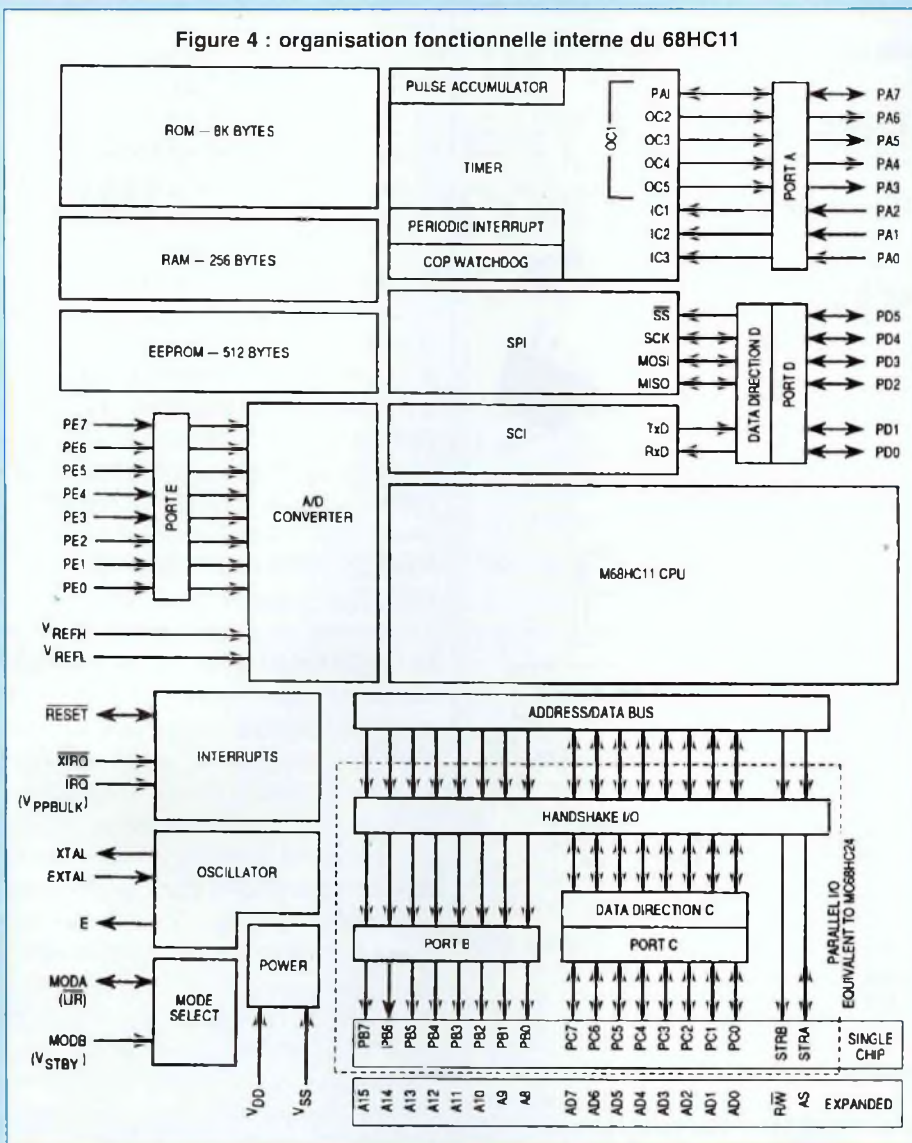 Figure 4 : organisation fonctionnelle interne du 68HC11
ROM – 8K BYTES
RAM – 256 BYTES
EEPROM – 512 BYTES
PULSE ACCUMULATOR
TIMER
PERIODIC INTERRUPT
COP WATCHDOG
OC1
PAI
OC2
OC3
OC4
OC5
IC1
IC2
IC3
PORT A
PA7
PA6
PA5
PA4
PA3
PA2
PA1
PA0
SPI
SS
SCK
MOSI
MISO
SCI
TxD
RxD
DATA DIRECTION D
PORT D
PD5
PD4
PD3
PD2
PD1
PD0
PE7
PE6
PE5
PE4
PE3
PE2
PE1
PE0
PORT E
A/D
CONVERTER
VREFH
VREFL
M68HC11 CPU
RESET
XIRQ
IRQ
(VPPBULK)
INTERRUPTS
XTAL
EXTAL
E
OSCILLATOR
MODA
(LIR)
MODB
(VSTBY)
MODE
SELECT
POWER
VDD
VSS
ADDRESS/DATA BUS
HANDSHAKE I/O
DATA DIRECTION C
PORT B
PORT C
PARALLEL I/O
EQUIVALENT TO MC68HC24
PB7
PB6
PB5
PB4
PB3
PB2
PB1
PB0
PC7
PC6
PC5
PC4
PC3
PC2
PC1
PC0
STRB
STRA
SINGLE
CHIP
A15
A14
A13
A12
A11
A10
A9
A8
AD7
AD6
AD5
AD4
AD3
AD2
AD1
AD0
R/W
AS
EXPANDED